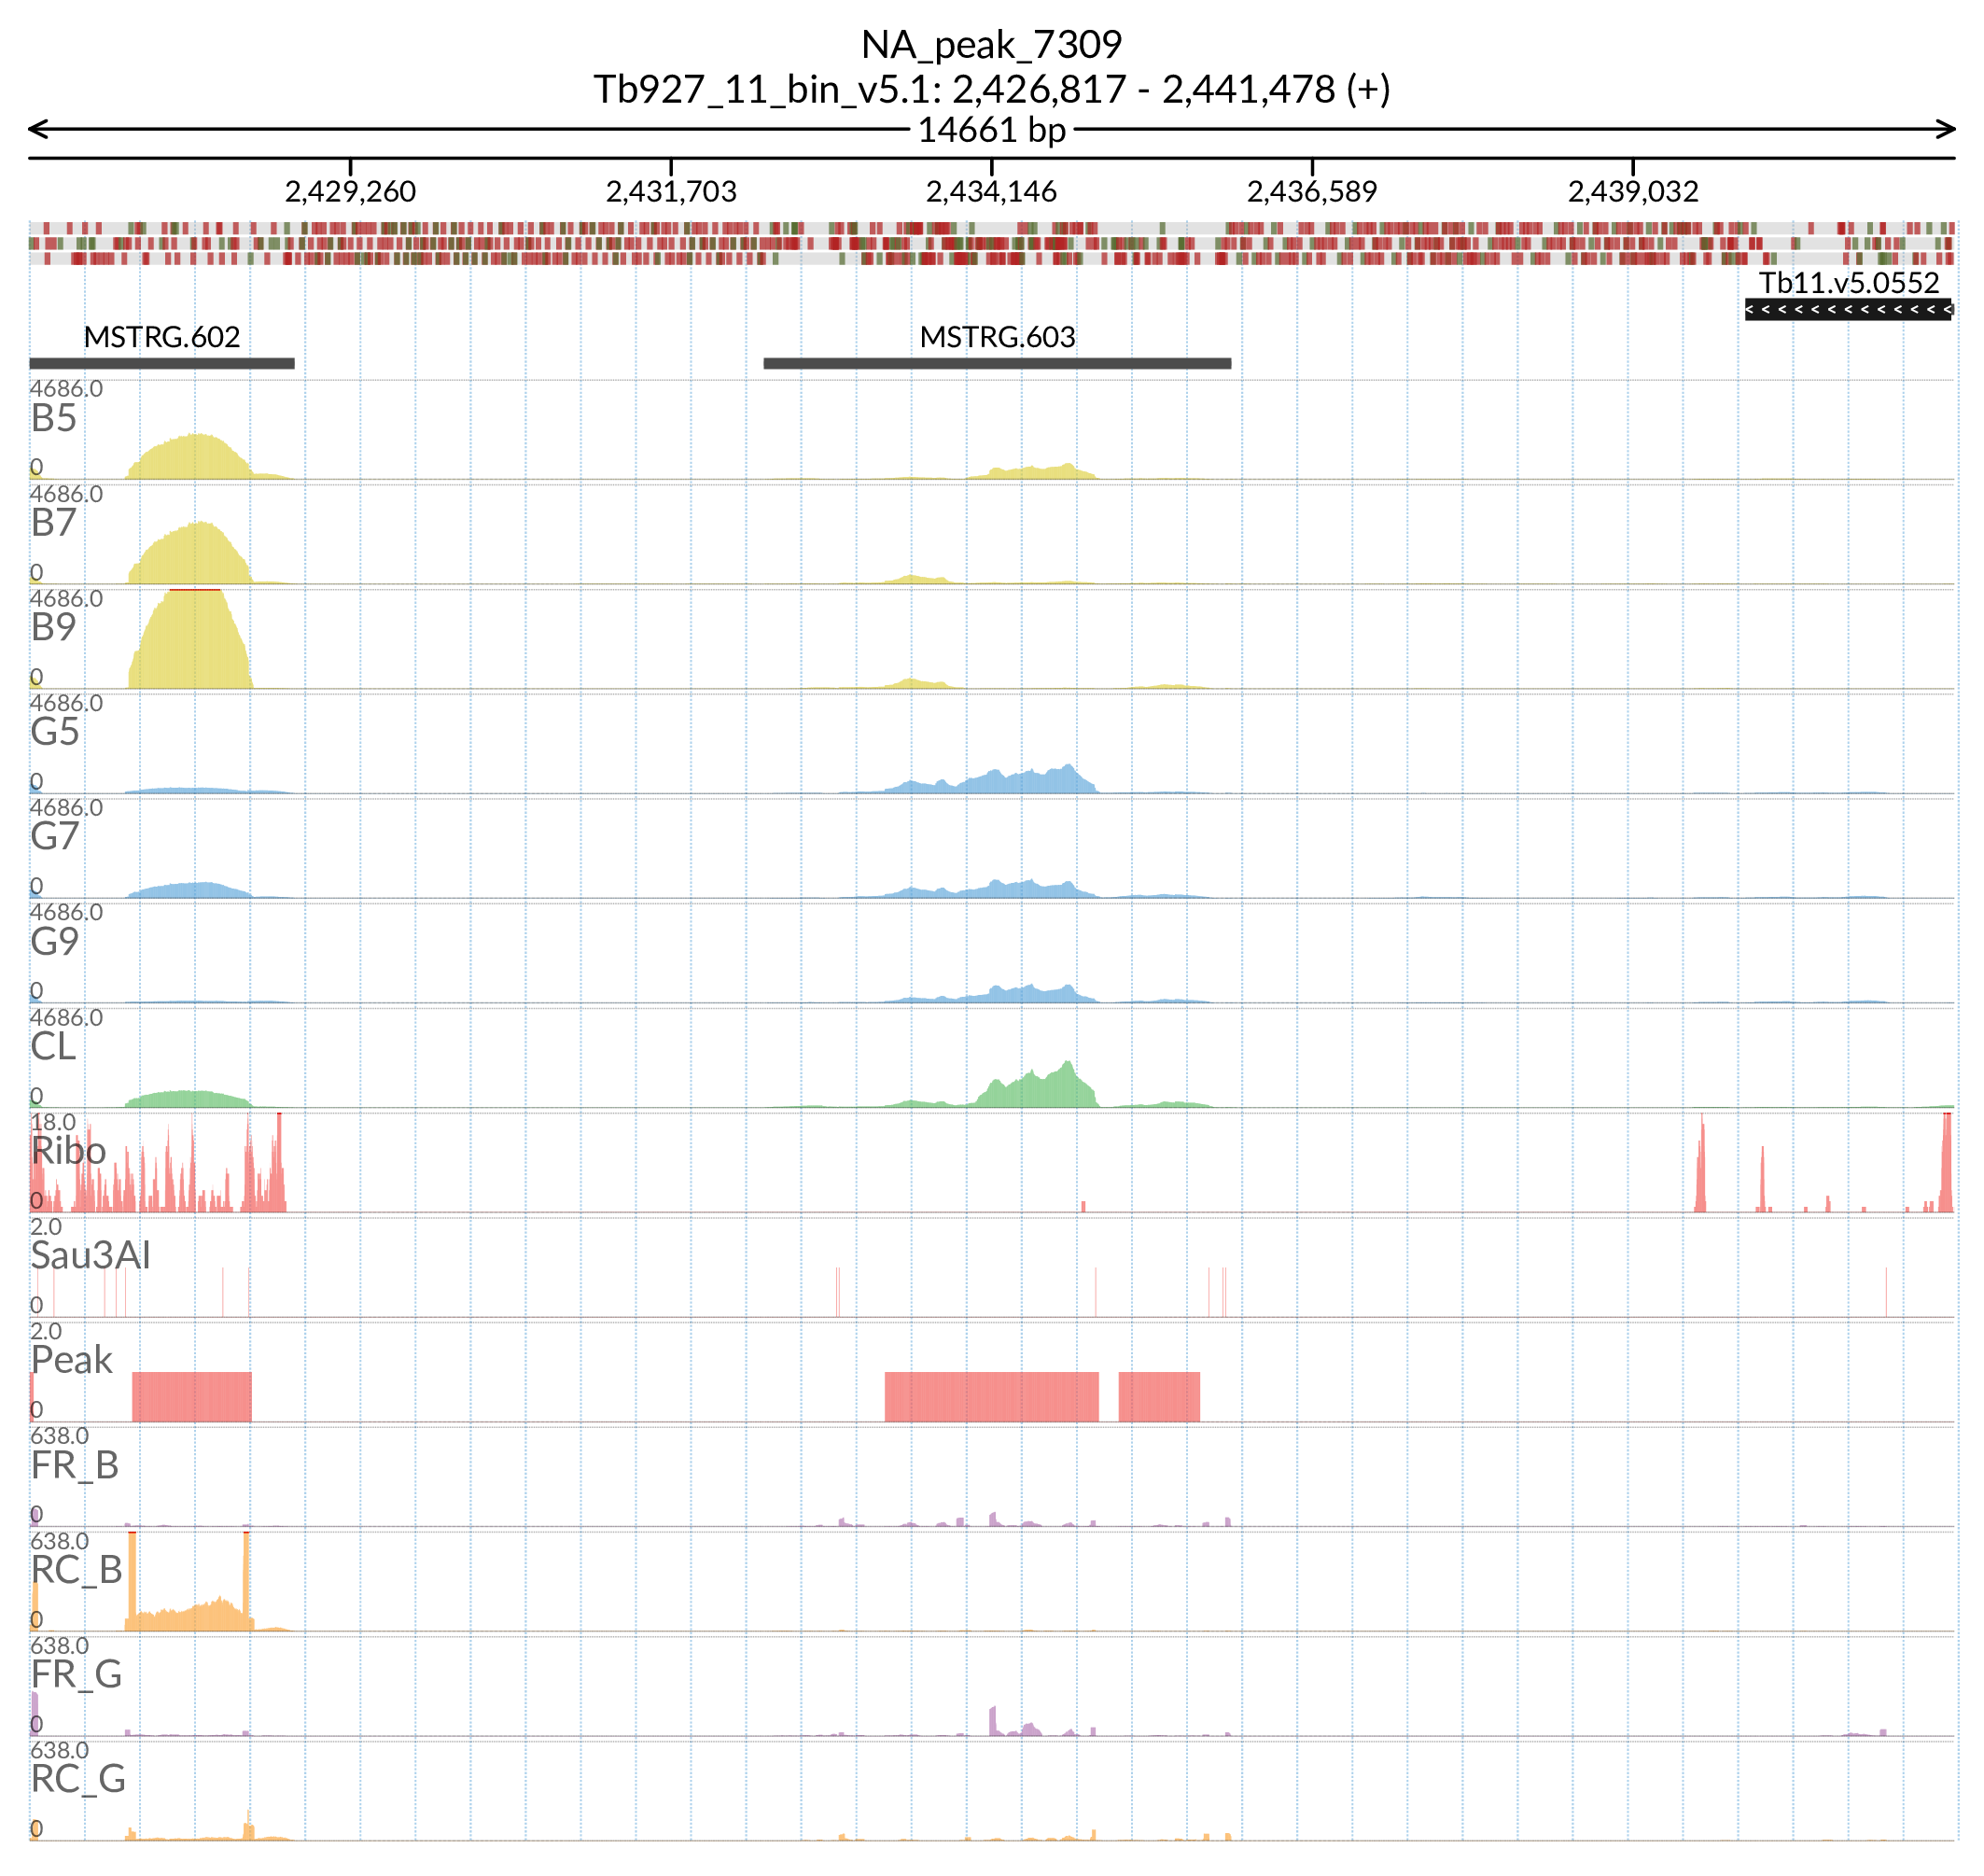 NA_peak_7309
Tb927_11_bin_v5.1: 2,426,817 - 2,441,478 (+)
14661 bp
2,429,260 2,431,703 2,434,146 2,436,589 2,439,032
Tb11.v5.0552
< < < < < < < < < < < < <
MSTRG.602 MSTRG.603
4686.0
B5
0
4686.0
B7
0
4686.0
B9
0
4686.0
G5
0
4686.0
G7
0
4686.0
G9
0
4686.0
CL
0
18.0
Ribo
0
2.0
Sau3AI
0
2.0
Peak
0
638.0
FR_B
0
638.0
RC_B
0
638.0
FR_G
0
638.0
RC_G
0